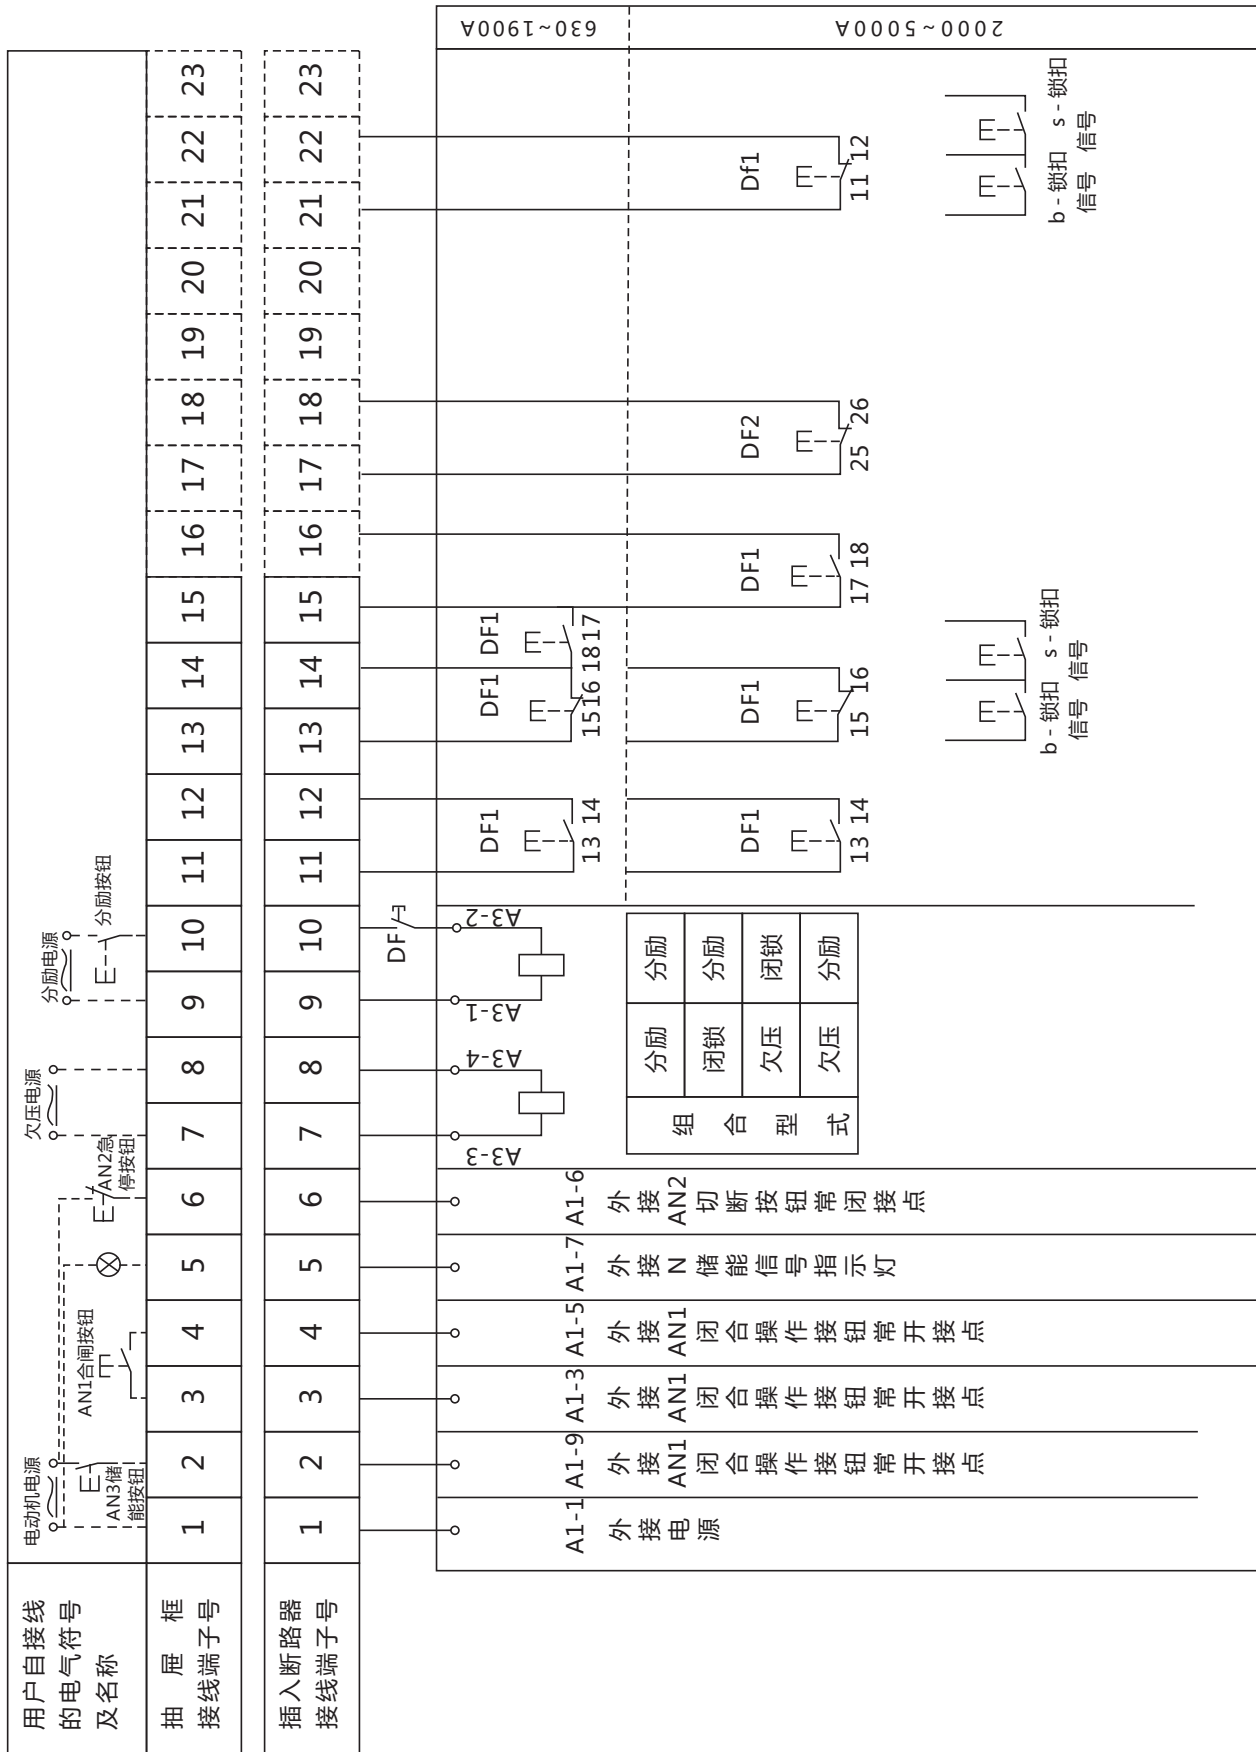 用户自接线
的电气符号
及名称
电动机电源
AN3储
能按钮
AN1合闸按钮
AN2急
停按钮
欠压电源
分励电源
分励按钮
抽屉框
接线端子号
1 2 3 4 5 6 7 8 9 10 11 12 13 14 15 16 17 18 19 20 21 22 23
插入断路器
接线端子号
1 2 3 4 5 6 7 8 9 10 11 12 13 14 15 16 17 18 19 20 21 22 23
DF
630~1900A
2000~5000A
A1-1 外接电源
A1-9 外接AN1闭合操作接钮常开接点
A1-3 外接AN1闭合操作接钮常开接点
A1-5 外接AN1闭合操作接钮常开接点
A1-7 外接N储能信号指示灯
A1-6 外接AN2切断按钮常闭接点
A3-3
A3-4
A3-1
A3-2
组合型式
分励 分励
闭锁 分励
欠压 闭锁
欠压 分励
DF1
13 14
DF1
15 16
DF1
18 17
DF1
13 14
DF1
15 16
DF1
17 18
DF2
25 26
Df1
11 12
b-锁扣 s-锁扣
信号 信号
b-锁扣 s-锁扣
信号 信号